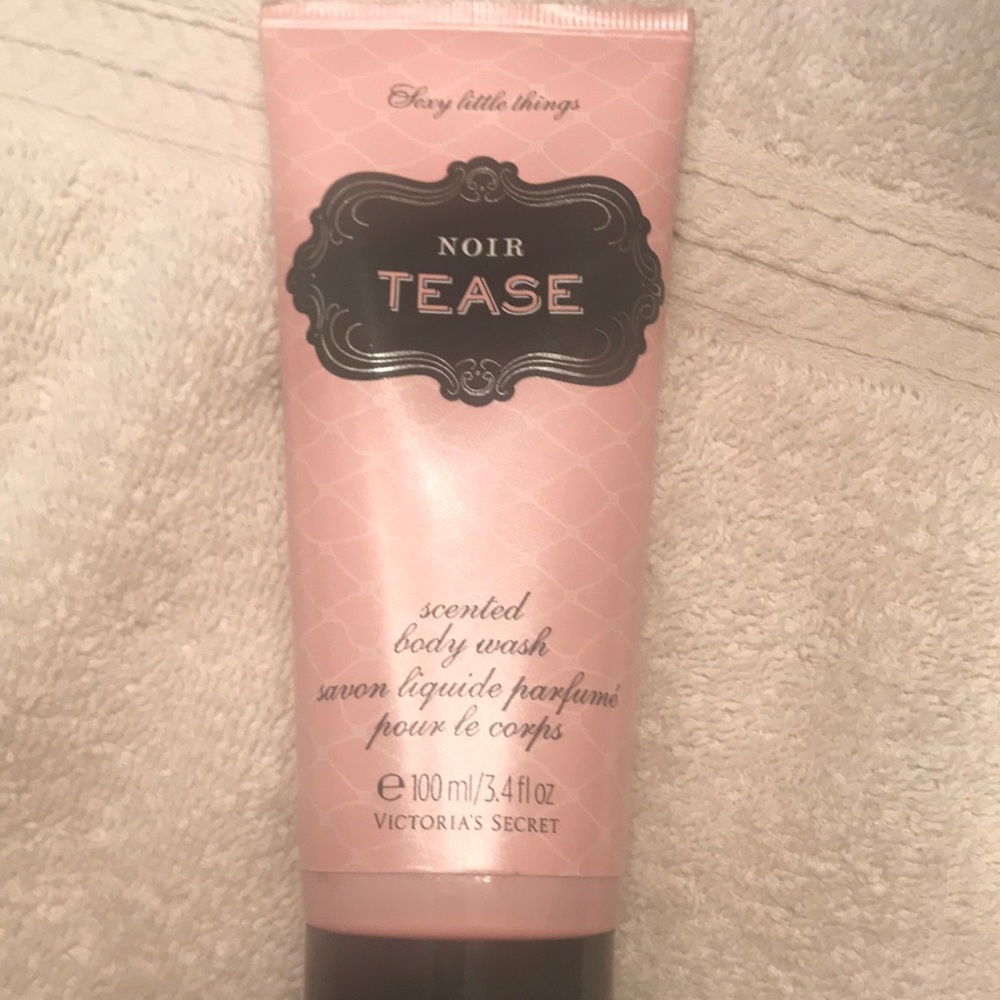 Sexy little things
NOIR
TEASE
scented
body wash
savon liquide parfumé
pour le corps
e 100 ml/3.4 fl oz
VICTORIA'S SECRET